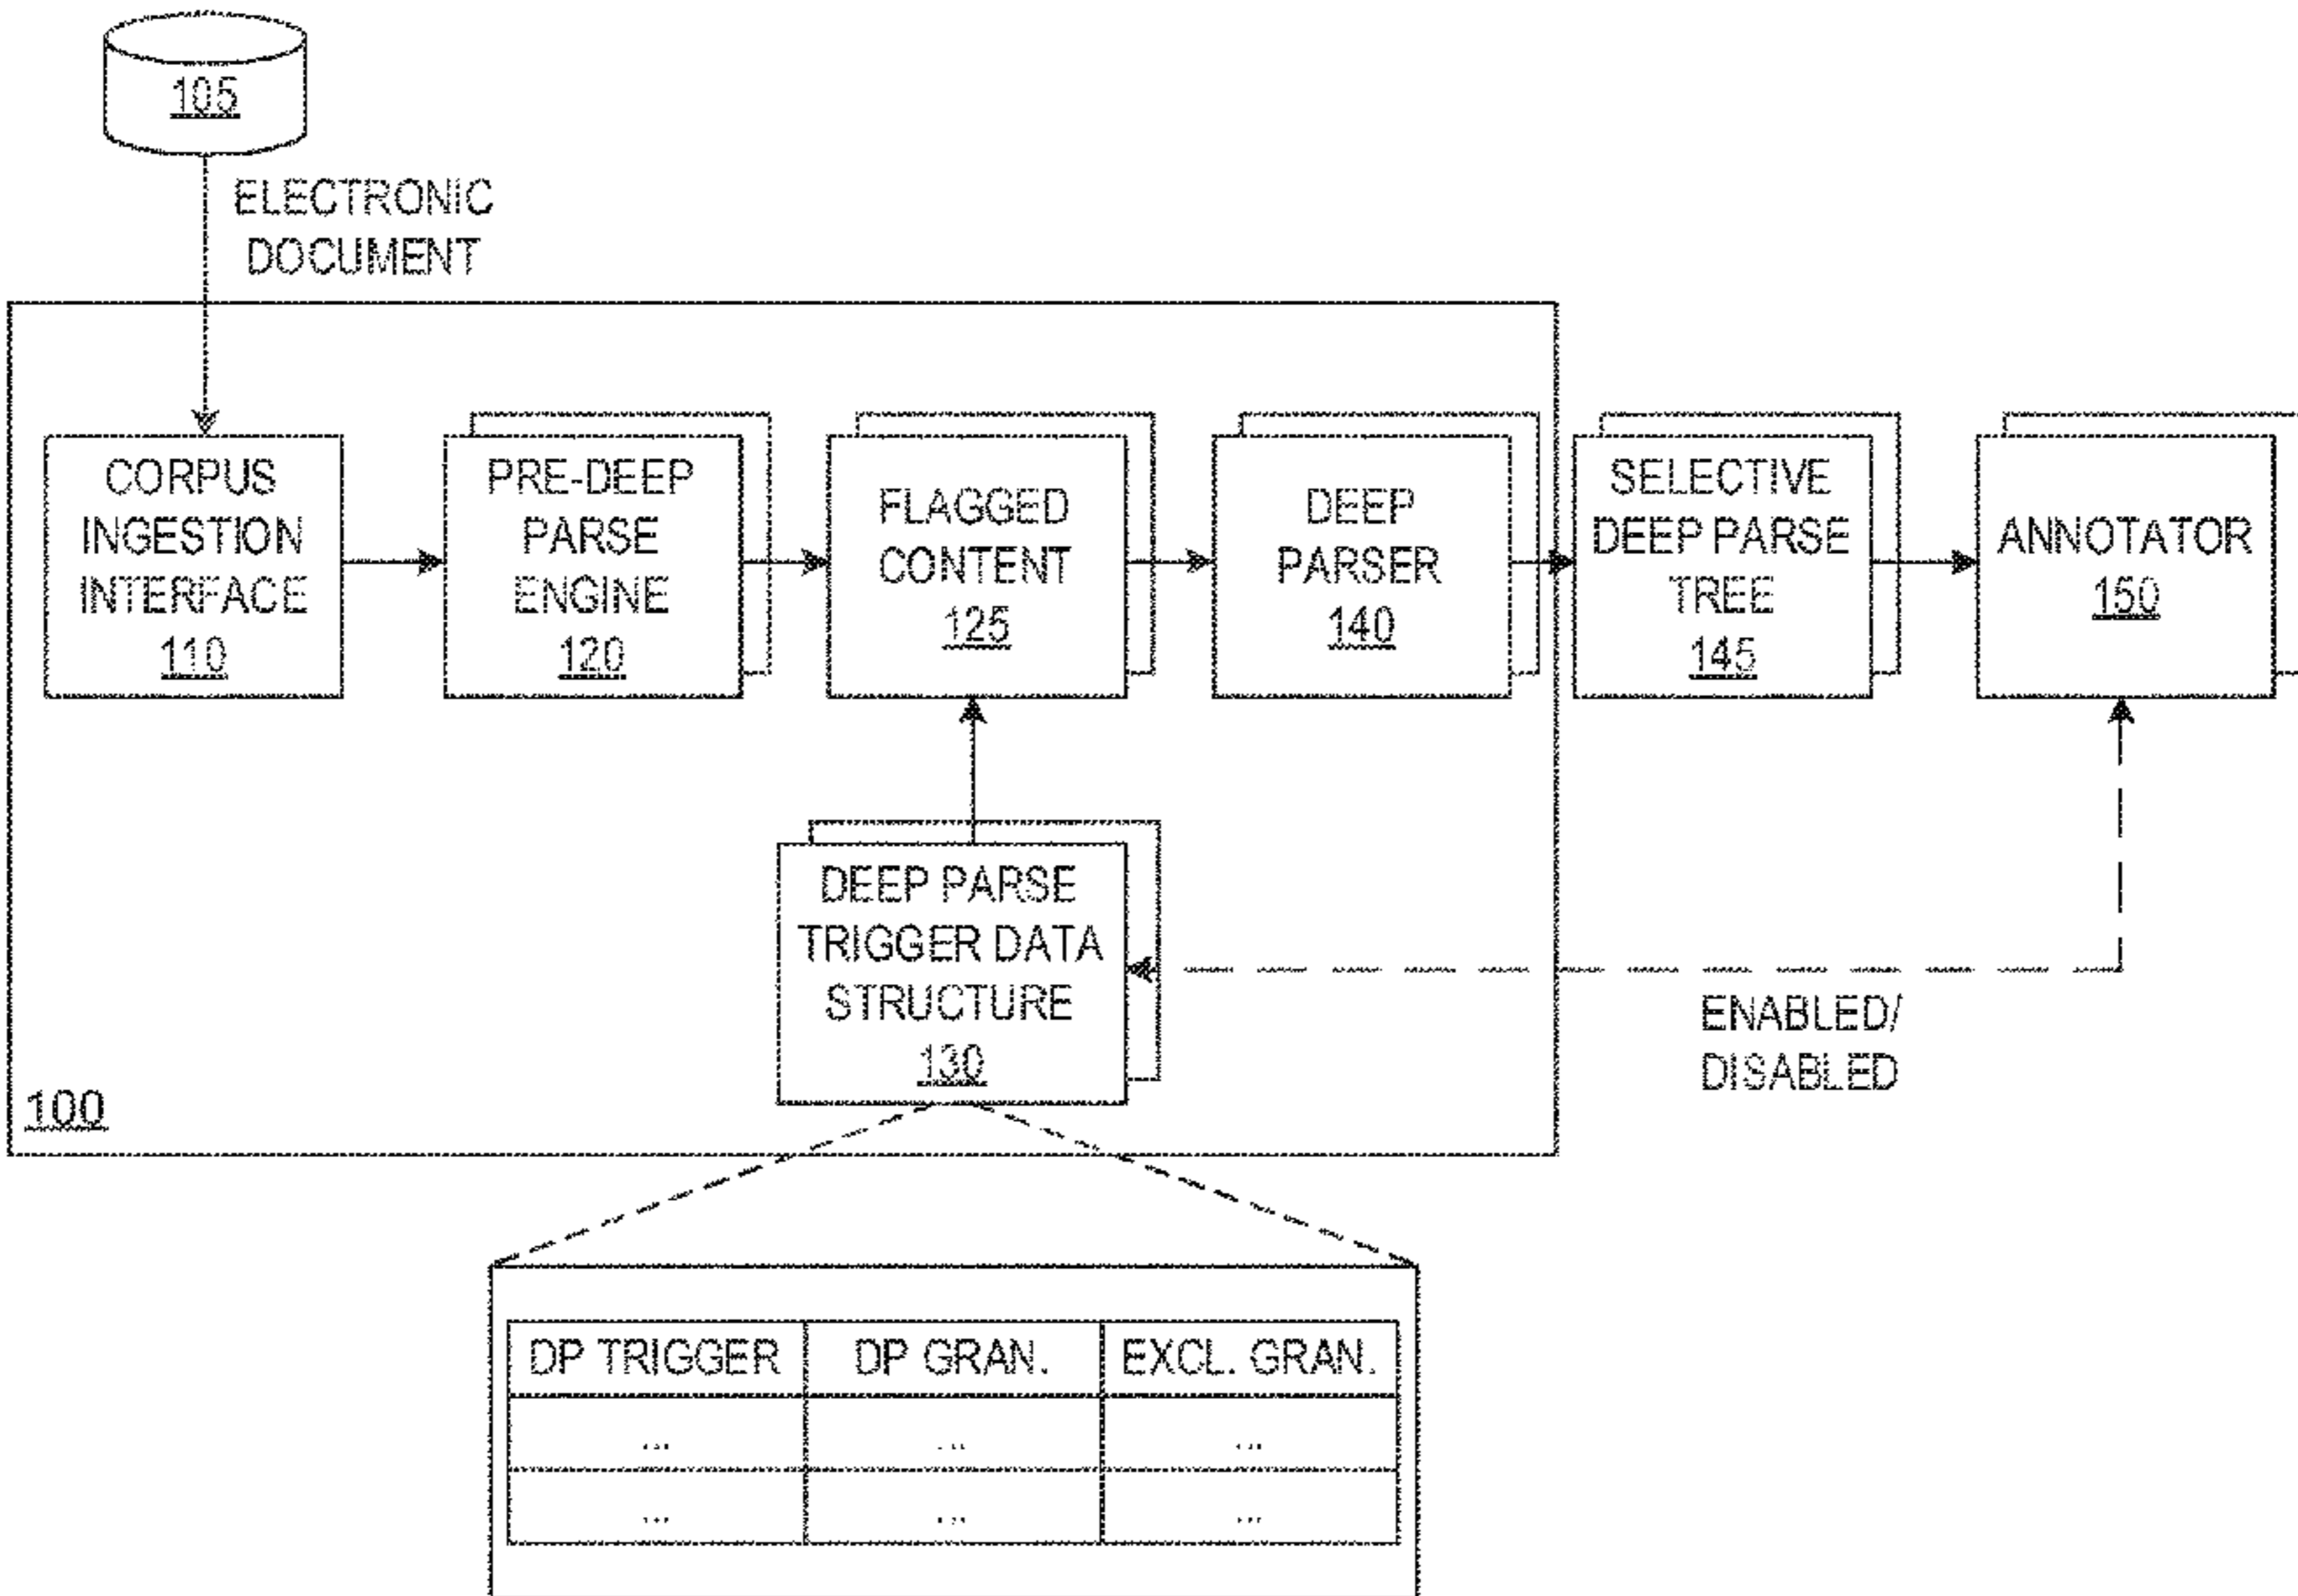 105
ELECTRONIC
DOCUMENT
CORPUS
INGESTION
INTERFACE
110
PRE-DEEP
PARSE
ENGINE
120
FLAGGED
CONTENT
125
DEEP
PARSER
140
SELECTIVE
DEEP PARSE
TREE
145
ANNOTATOR
150
DEEP PARSE
TRIGGER DATA
STRUCTURE
130
ENABLED/
DISABLED
100
DP TRIGGER DP GRAN. EXCL. GRAN.
... ... ...
... ... ...